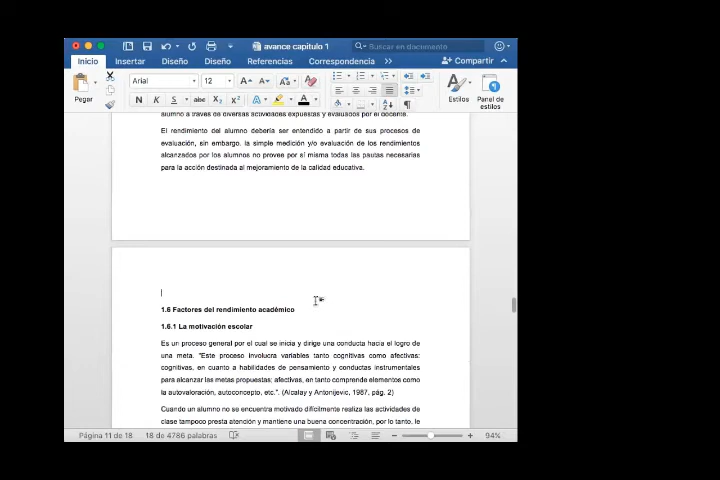 avance capitulo 1
Buscar en documento
Inicio Insertar Diseño Diseño Referencias Correspondencia >> Compartir
Arial 12
Pegar
N K S abc X₂ X² A A
Estilos
Panel de estilos
alumno a través de diversas actividades expuestas y evaluados por el docente.
El rendimiento del alumno debería ser entendido a partir de sus procesos de
evaluación, sin embargo, la simple medición y/o evaluación de los rendimientos
alcanzados por los alumnos no provee por sí misma todas las pautas necesarias
para la acción destinada al mejoramiento de la calidad educativa.
1.6 Factores del rendimiento académico
1.6.1 La motivación escolar
Es un proceso general por el cual se inicia y dirige una conducta hacia el logro de
una meta. "Este proceso involucra variables tanto cognitivas como afectivas:
cognitivas, en cuanto a habilidades de pensamiento y conductas instrumentales
para alcanzar las metas propuestas; afectivas, en tanto comprende elementos como
la autovaloración, autoconcepto, etc.". (Alcalay y Antonijevic, 1987, pág. 2)
Cuando un alumno no se encuentra motivado difícilmente realiza las actividades de
clase tampoco presta atención y mantiene una buena concentración, por lo tanto, le
Página 11 de 18 18 de 4786 palabras 94%